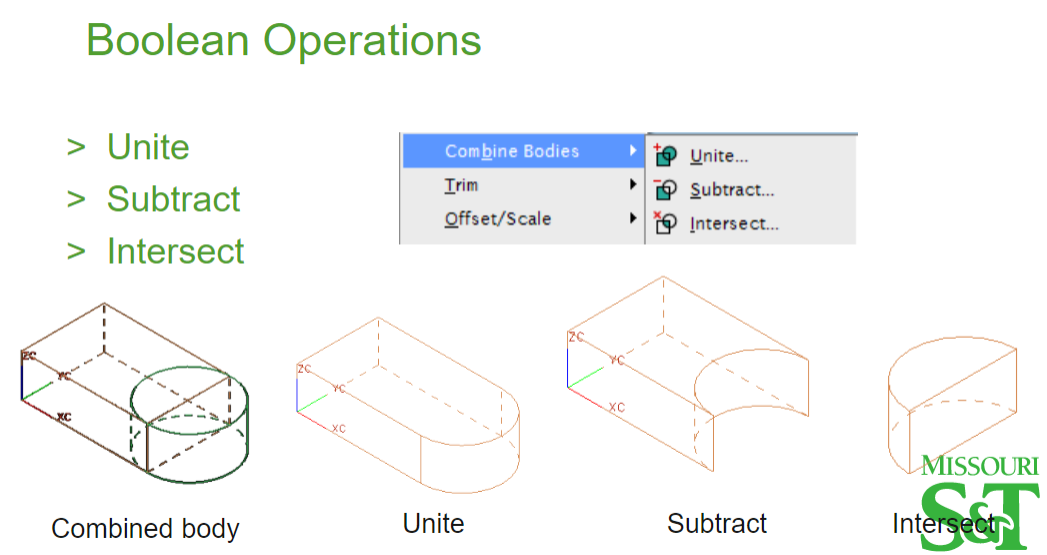 Boolean Operations
> Unite
> Subtract
> Intersect
Combine Bodies
Trim
Offset/Scale
Unite...
Subtract...
Intersect...
ZC
YC
XC
ZC
YC
XC
ZC
YC
XC
Combined body
Unite
Subtract
Intersect
MISSOURI
S&T